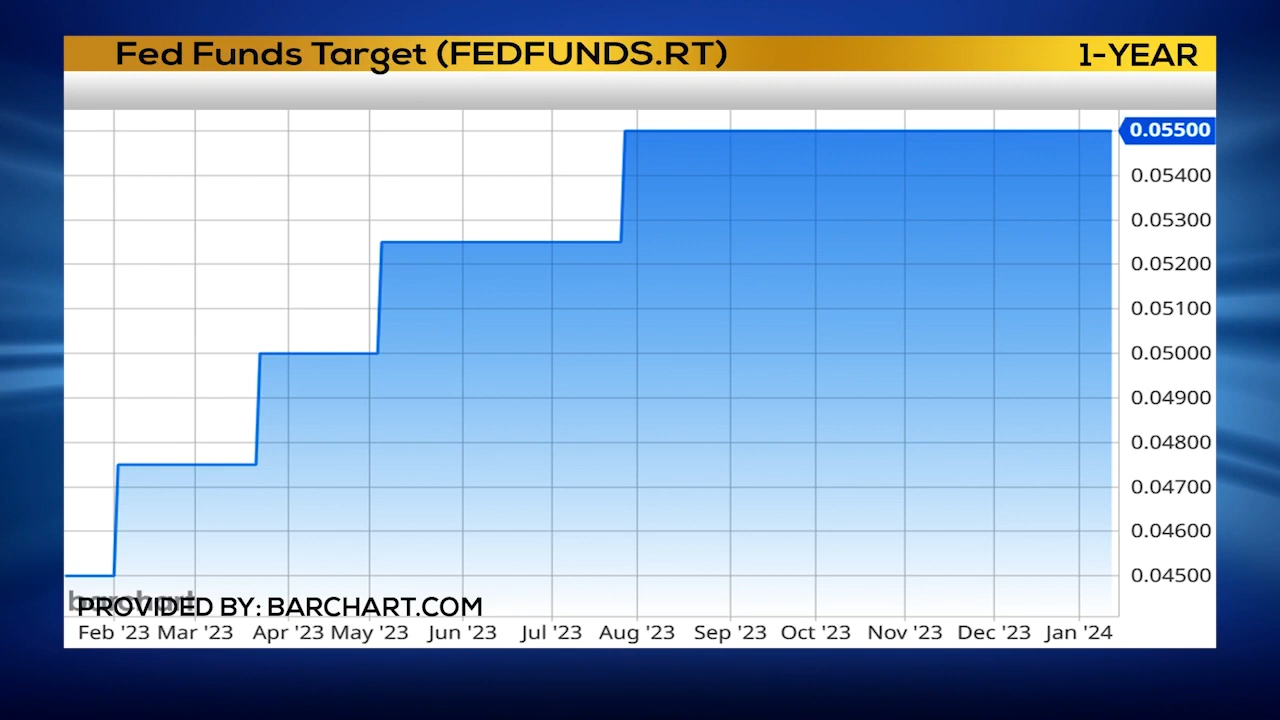 Fed Funds Target (FEDFUNDS.RT)
1-YEAR
0.05500
0.05400
0.05300
0.05200
0.05100
0.05000
0.04900
0.04800
0.04700
0.04600
0.04500
barchart
PROVIDED BY: BARCHART.COM
Feb '23 Mar '23 Apr '23 May '23 Jun '23 Jul '23 Aug '23 Sep '23 Oct '23 Nov '23 Dec '23 Jan '24